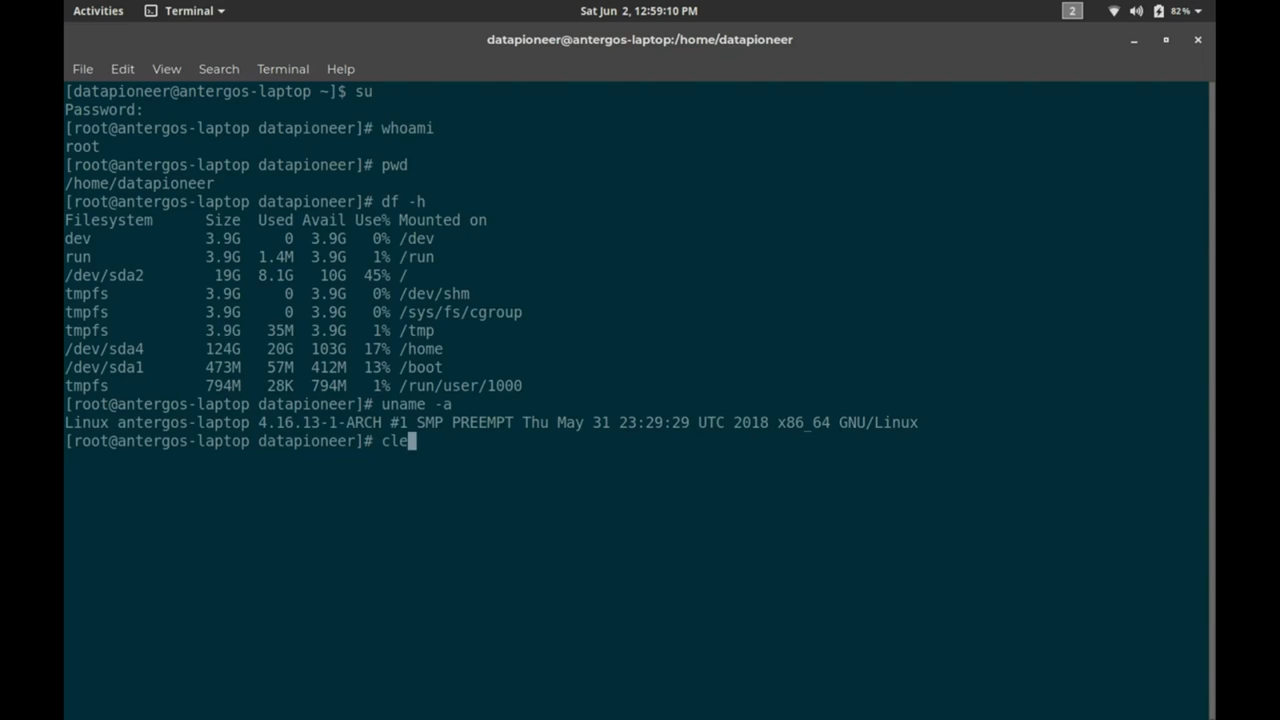 Activities Terminal Sat Jun 2, 12:59:10 PM 2 82%
datapioneer@antergos-laptop:/home/datapioneer
File Edit View Search Terminal Help
[datapioneer@antergos-laptop ~]$ su
Password:
[root@antergos-laptop datapioneer]# whoami
root
[root@antergos-laptop datapioneer]# pwd
/home/datapioneer
[root@antergos-laptop datapioneer]# df -h
Filesystem      Size  Used Avail Use% Mounted on
dev             3.9G     0  3.9G   0% /dev
run             3.9G  1.4M  3.9G   1% /run
/dev/sda2        19G  8.1G   10G  45% /
tmpfs           3.9G     0  3.9G   0% /dev/shm
tmpfs           3.9G     0  3.9G   0% /sys/fs/cgroup
tmpfs           3.9G   35M  3.9G   1% /tmp
/dev/sda4       124G   20G  103G  17% /home
/dev/sda1       473M   57M  412M  13% /boot
tmpfs           794M   28K  794M   1% /run/user/1000
[root@antergos-laptop datapioneer]# uname -a
Linux antergos-laptop 4.16.13-1-ARCH #1 SMP PREEMPT Thu May 31 23:29:29 UTC 2018 x86_64 GNU/Linux
[root@antergos-laptop datapioneer]# cle